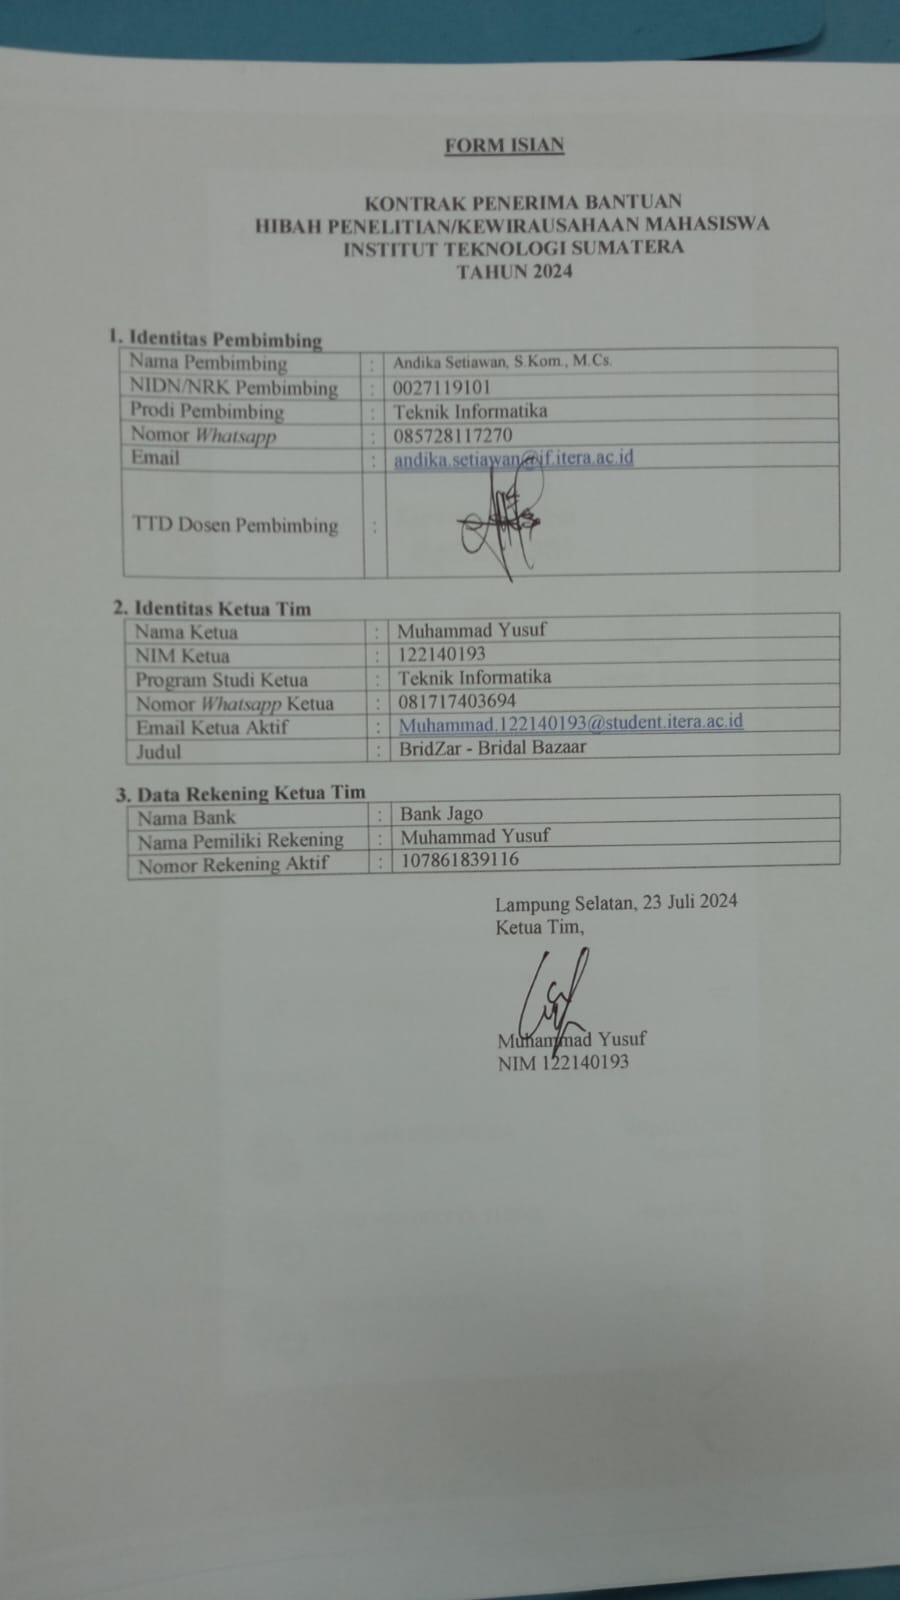 FORM ISIAN
KONTRAK PENERIMA BANTUAN
HIBAH PENELITIAN/KEWIRAUSAHAAN MAHASISWA
INSTITUT TEKNOLOGI SUMATERA
TAHUN 2024
1. Identitas Pembimbing
Nama Pembimbing : Andika Setiawan, S.Kom., M.Cs.
NIDN/NRK Pembimbing : 0027119101
Prodi Pembimbing : Teknik Informatika
Nomor Whatsapp : 085728117270
Email : andika.setiawan@if.itera.ac.id
TTD Dosen Pembimbing :
2. Identitas Ketua Tim
Nama Ketua : Muhammad Yusuf
NIM Ketua : 122140193
Program Studi Ketua : Teknik Informatika
Nomor Whatsapp Ketua : 081717403694
Email Ketua Aktif : Muhammad.122140193@student.itera.ac.id
Judul : BridZar - Bridal Bazaar
3. Data Rekening Ketua Tim
Nama Bank : Bank Jago
Nama Pemiliki Rekening : Muhammad Yusuf
Nomor Rekening Aktif : 107861839116
Lampung Selatan, 23 Juli 2024
Ketua Tim,
Muhammad Yusuf
NIM 122140193